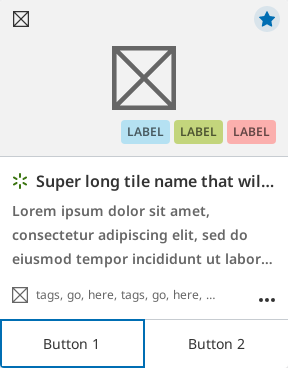 LABEL LABEL LABEL
Super long tile name that wil...
Lorem ipsum dolor sit amet,
consectetur adipiscing elit, sed do
eiusmod tempor incididunt ut labor...
tags, go, here, tags, go, here, ...
Button 1 Button 2